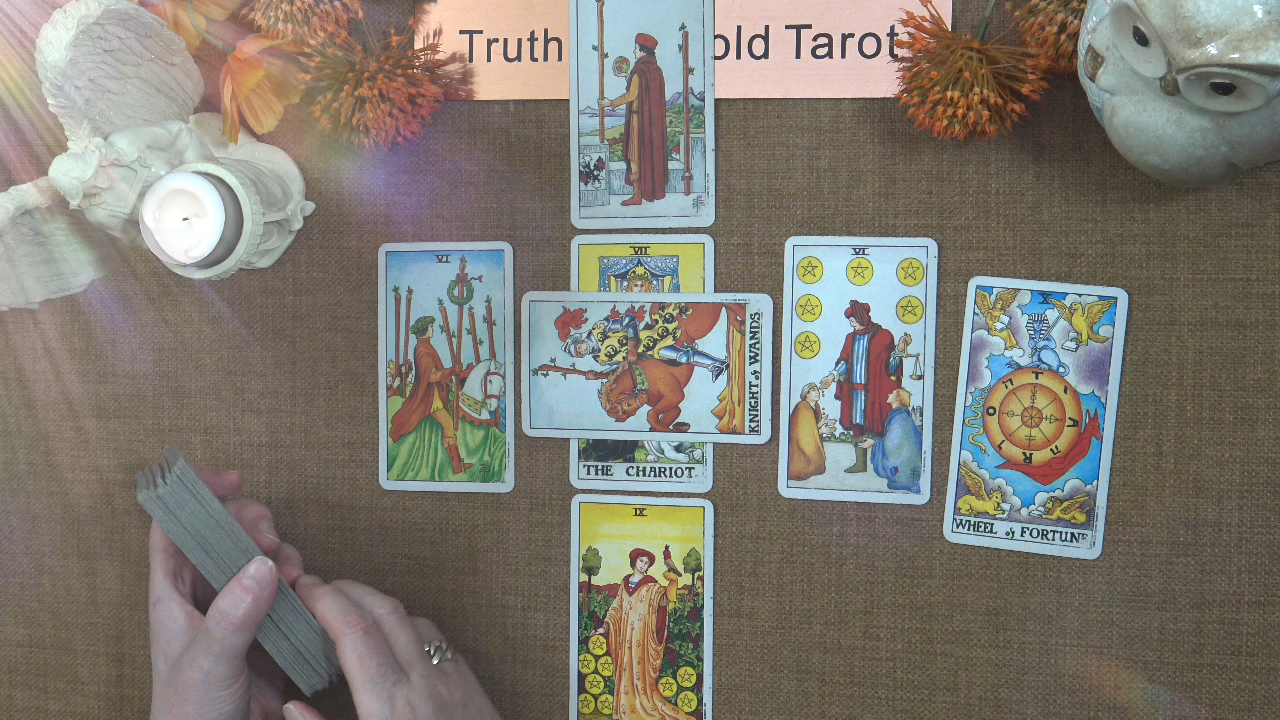 Truth old Tarot
VII
VI
VI
X
KNIGHT of WANDS.
THE CHARIOT.
WHEEL of FORTUNE
IX